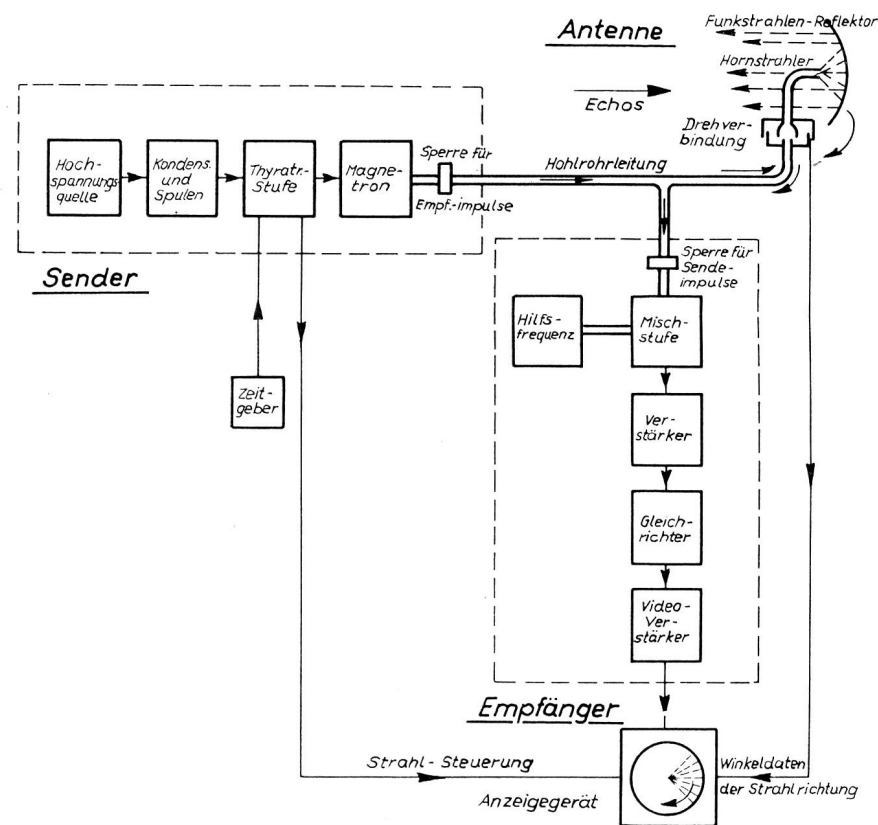 Antenne
Funkstrahlen-Reflektor
Hornstrahler
Echos
Drehver-
bindung
Hoch-
spannungs-
quelle
Kondens.
und
Spulen
Thyratr.-
Stufe
Magne-
tron
Sperre für
Empf.-impulse
Hohlrohrleitung
Sender
Zeit-
geber
Sperre für
Sende-
impulse
Hilfs-
frequenz
Misch-
stufe
Ver-
stärker
Gleich-
richter
Video-
Ver-
stärker
Empfänger
Strahl-Steuerung
Anzeigegerät
Winkeldaten
der Strahlrichtung